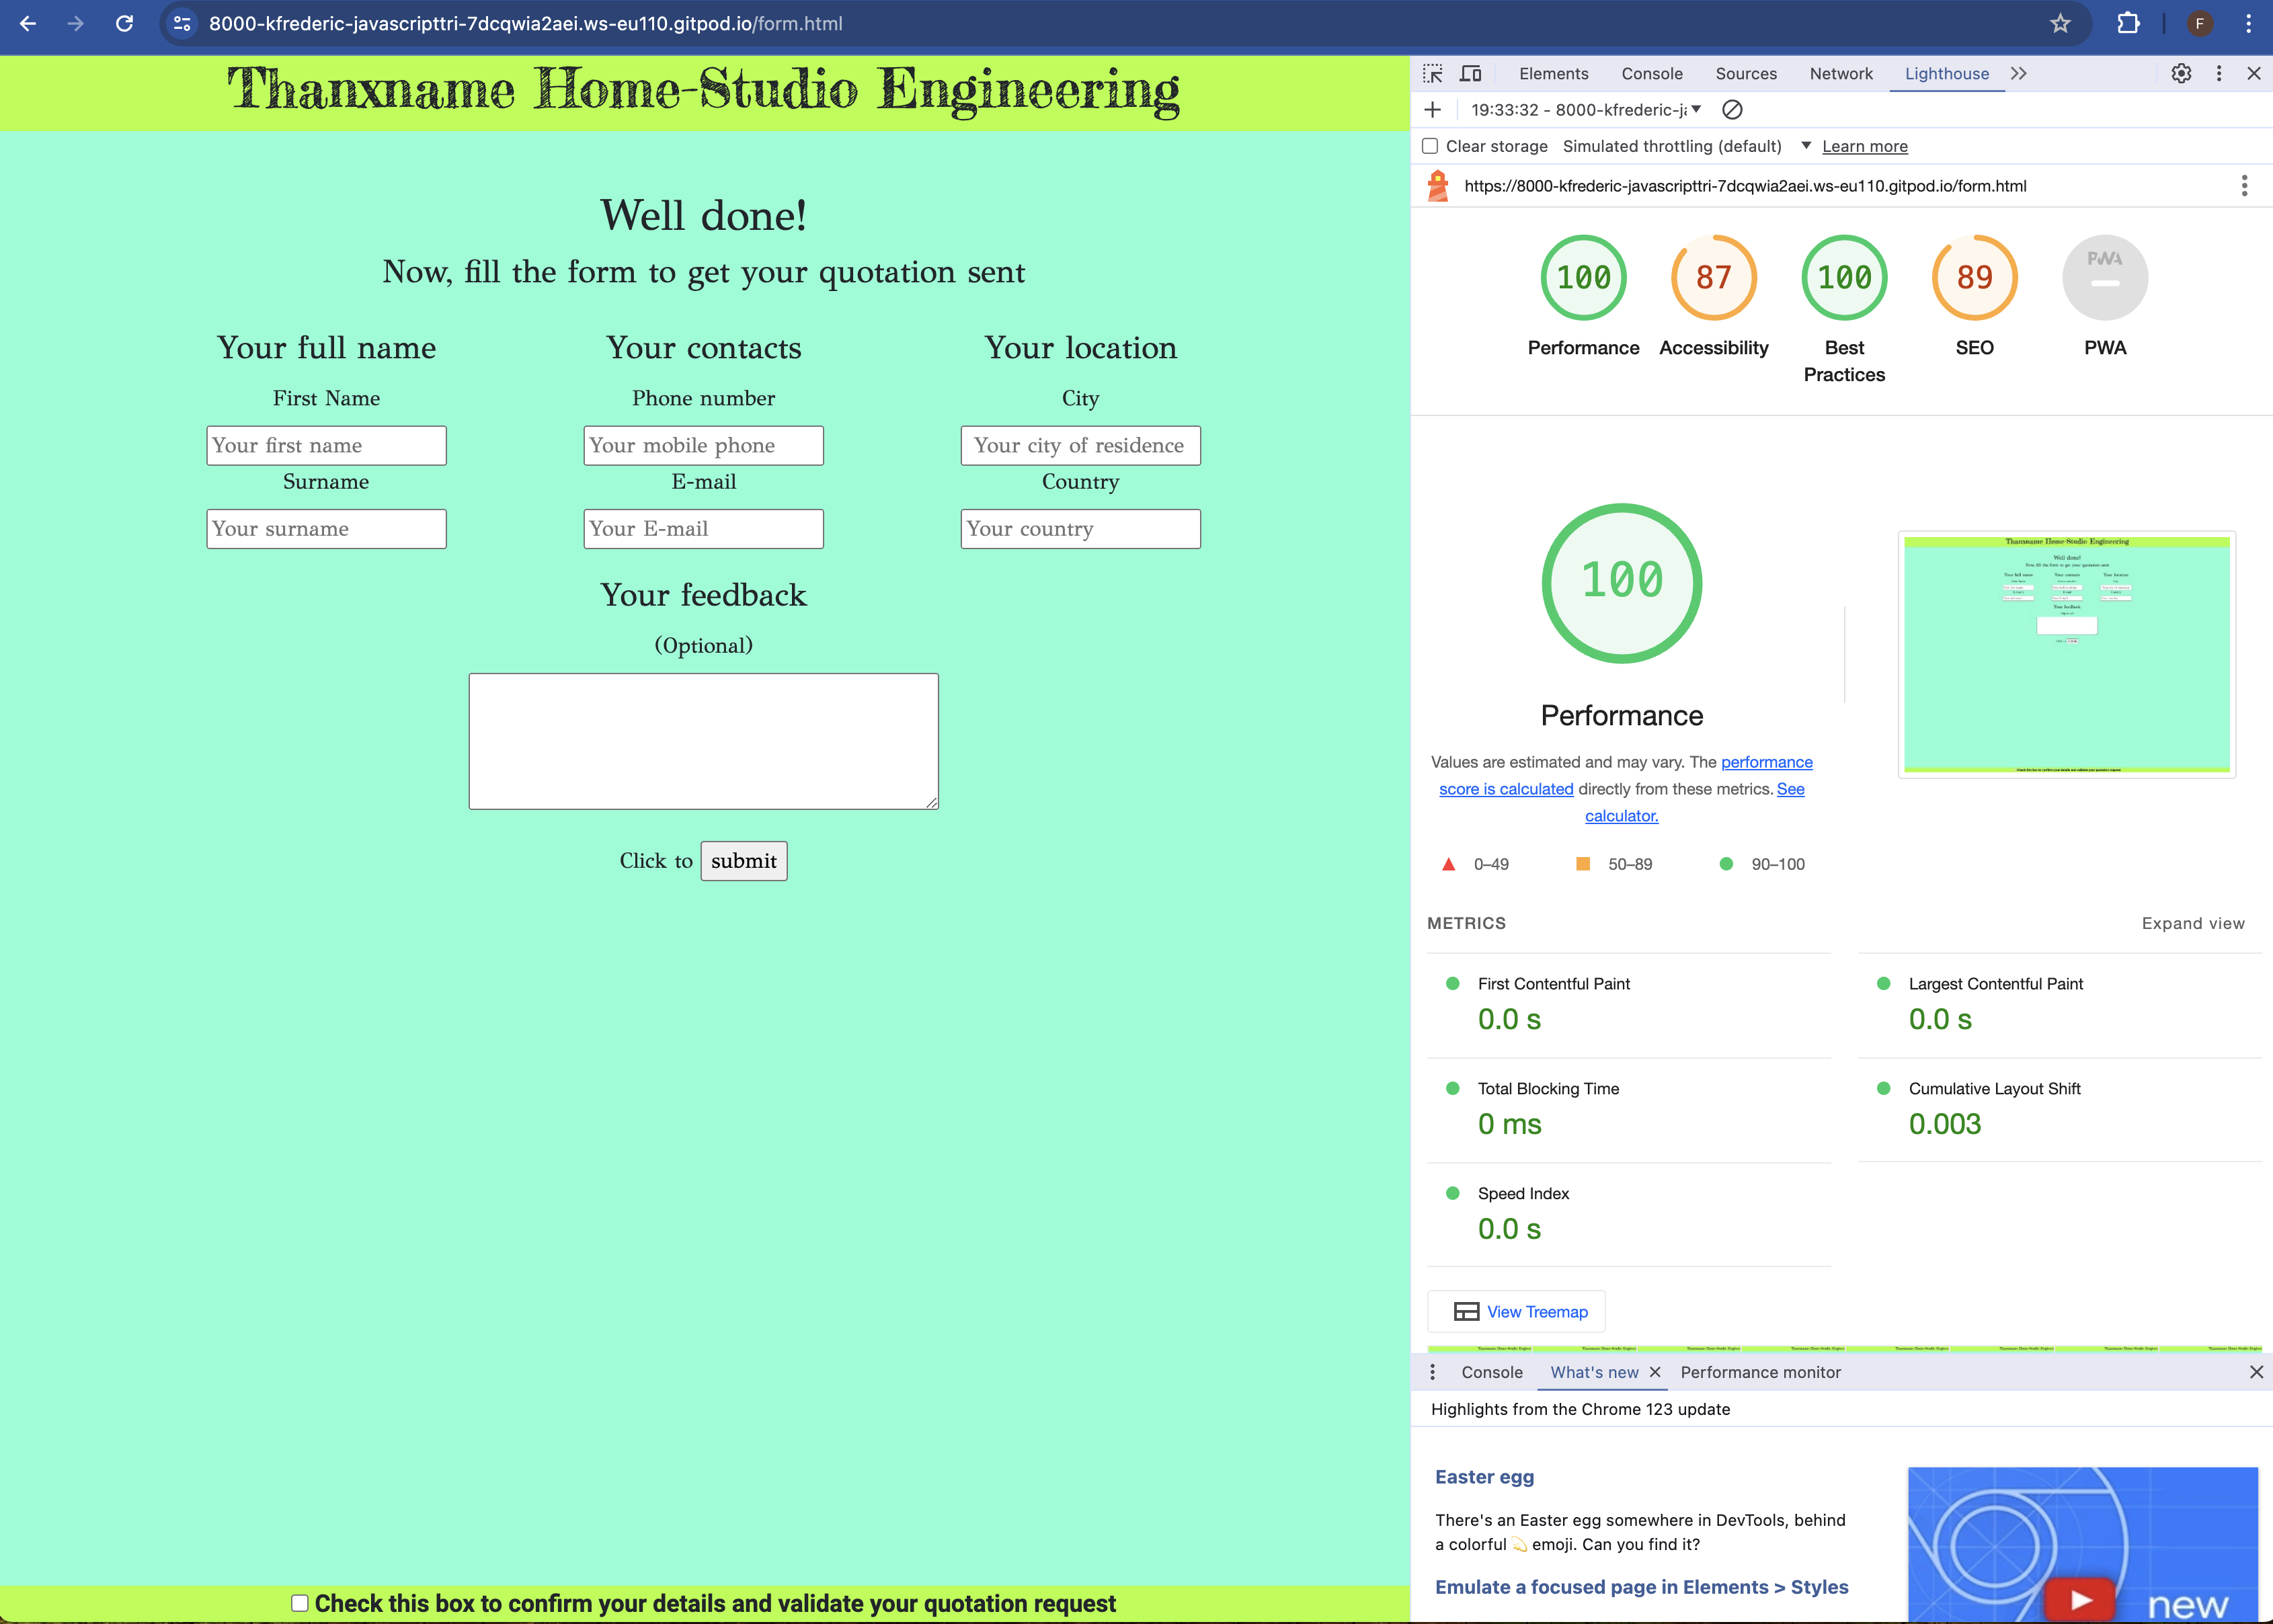 8000-kfrederic-javascripttri-7dcqwia2aei.ws-eu110.gitpod.io/form.html
F
Thanxname Home-Studio Engineering
Well done!
Now, fill the form to get your quotation sent
Your full name
Your contacts
Your location
First Name
Phone number
City
Your first name
Your mobile phone
Your city of residence
Surname
E-mail
Country
Your surname
Your E-mail
Your country
Your feedback
(Optional)
Click to submit
Check this box to confirm your details and validate your quotation request
Elements Console Sources Network Lighthouse
19:33:32 - 8000-kfrederic-ja
Clear storage Simulated throttling (default) Learn more
https://8000-kfrederic-javascripttri-7dcqwia2aei.ws-eu110.gitpod.io/form.html
100 87 100 89 PWA
Performance Accessibility Best SEO PWA
Practices
100
Performance
Values are estimated and may vary. The performance
score is calculated directly from these metrics. See
calculator.
0–49 50–89 90–100
METRICS Expand view
First Contentful Paint
0.0 s
Largest Contentful Paint
0.0 s
Total Blocking Time
0 ms
Cumulative Layout Shift
0.003
Speed Index
0.0 s
View Treemap
Console What's new Performance monitor
Highlights from the Chrome 123 update
Easter egg
There's an Easter egg somewhere in DevTools, behind
a colorful 💫 emoji. Can you find it?
Emulate a focused page in Elements > Styles
new